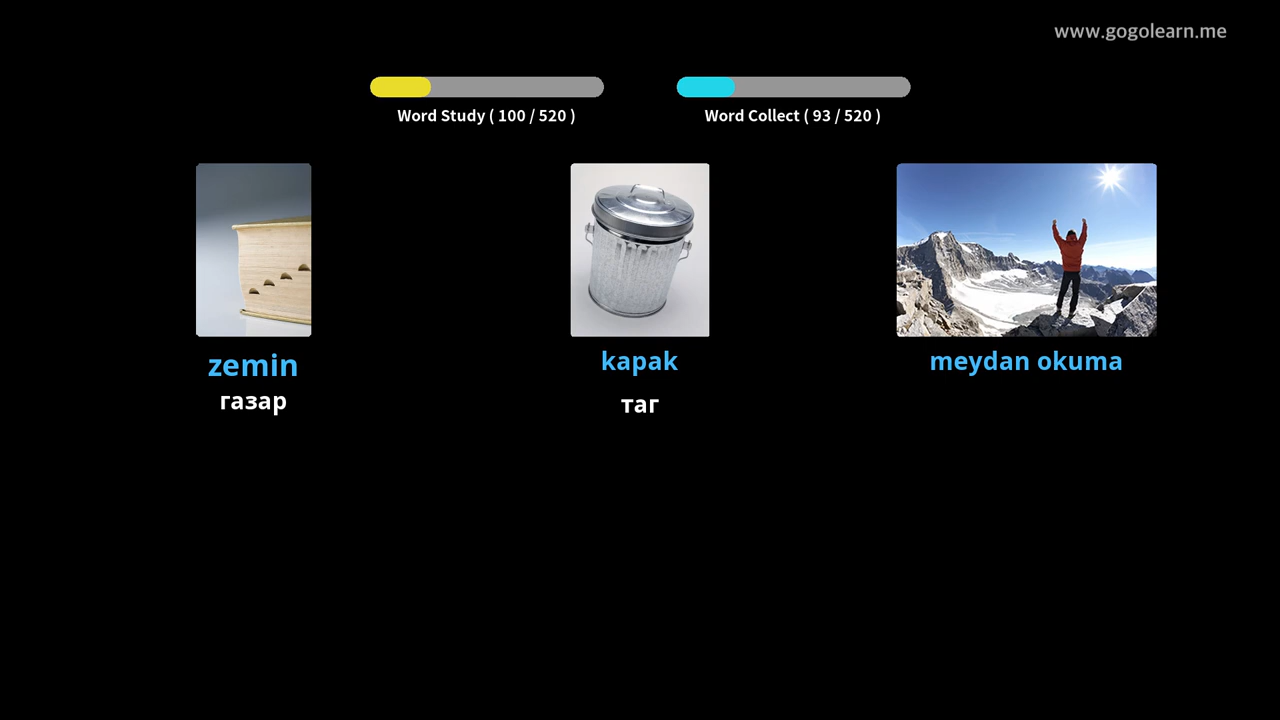 www.gogolearn.me
Word Study ( 100 / 520 )
Word Collect ( 93 / 520 )
zemin
газар
kapak
таг
meydan okuma